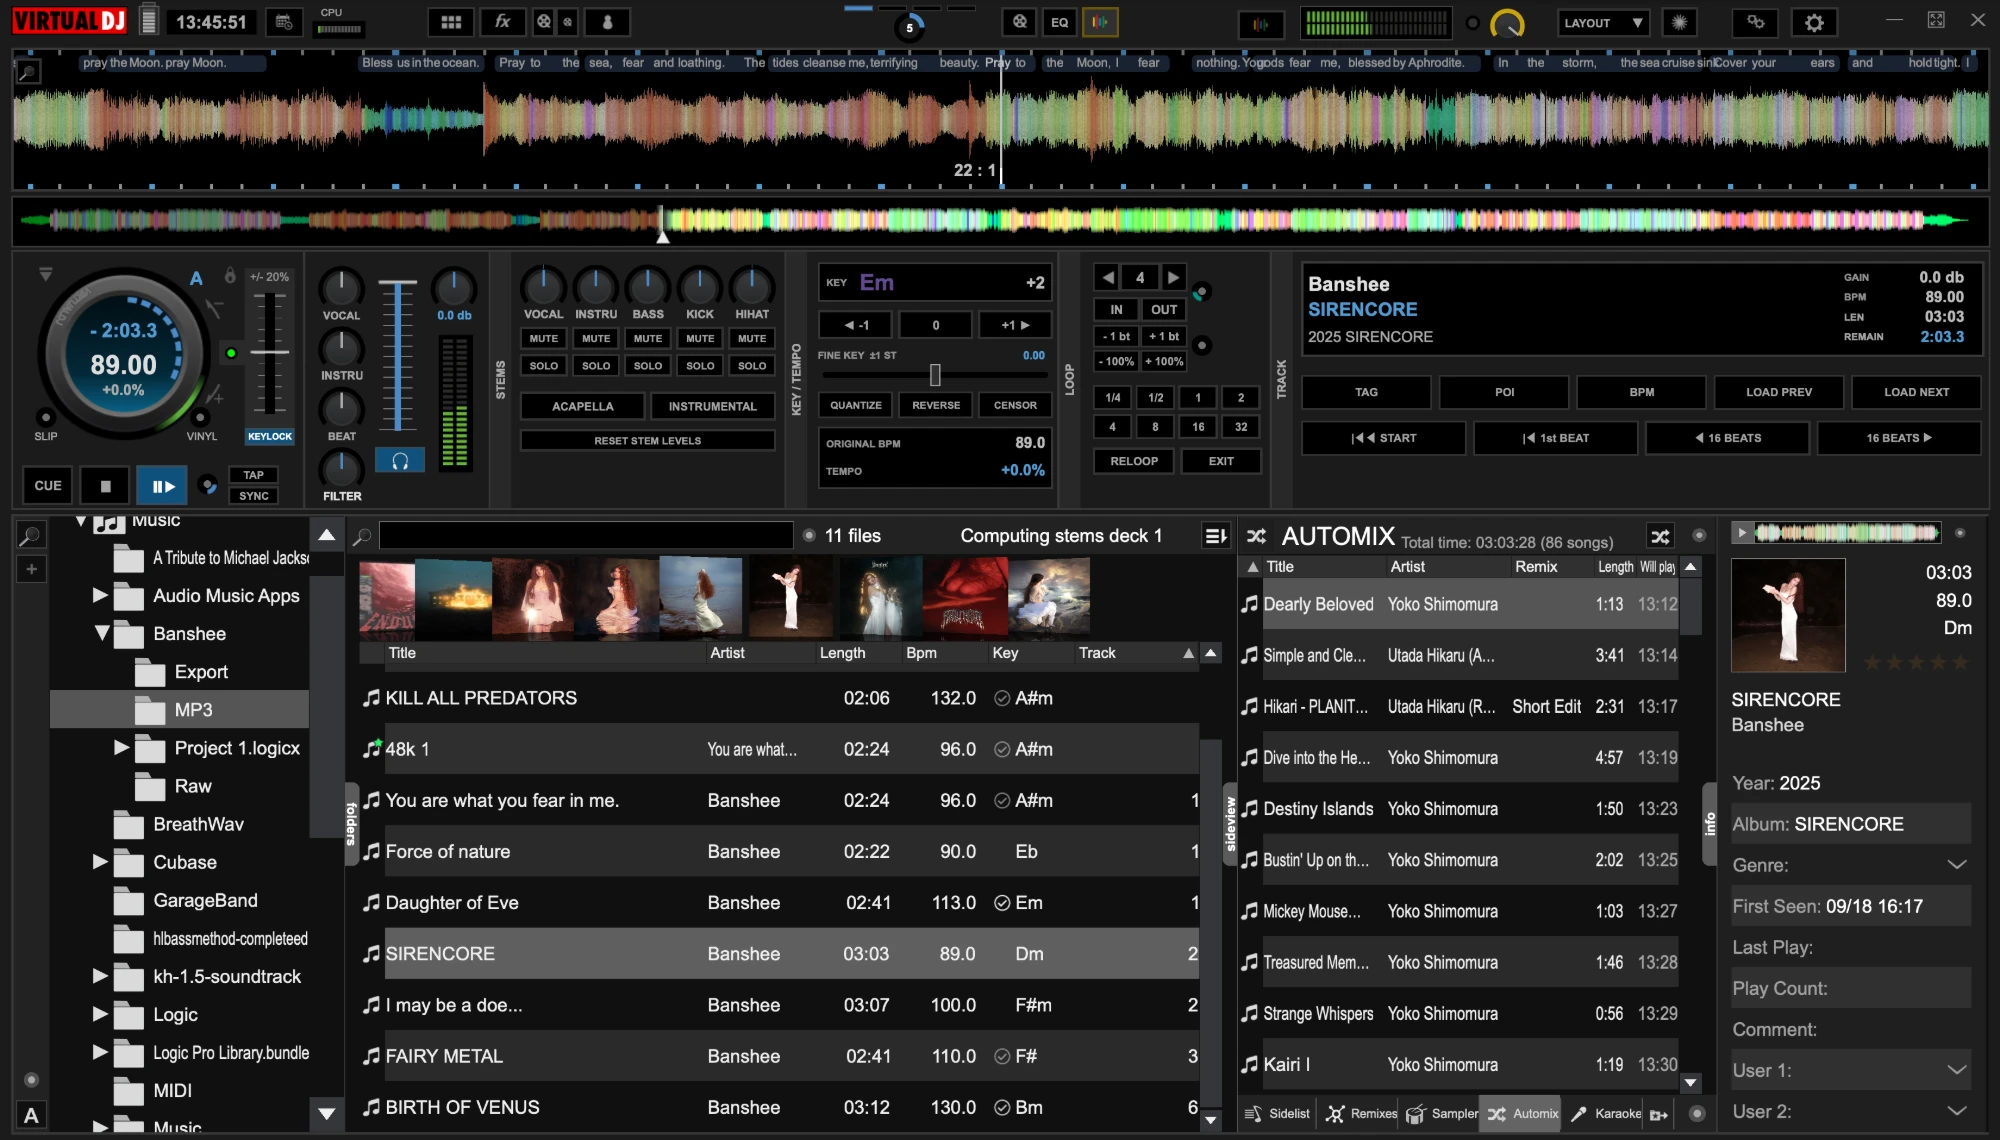 VIRTUALDJ
13:45:51
CPU
fx
5
EQ
LAYOUT
pray the Moon. pray Moon. Bless us in the ocean. Pray to the sea, fear and loathing. The tides cleanse me, terrifying beauty. Pray to the Moon, I fear nothing. gods fear me, blessed by Aphrodite. In the storm, the sea cruise Cover your ears and hold tight. I
22 : 1
A
+/- 20%
- 2:03.3
89.00
+0.0%
SLIP
VINYL
KEYLOCK
CUE
TAP
SYNC
VOCAL
INSTRU
BEAT
FILTER
0.0 db
STEMS
VOCAL INSTRU BASS KICK HIHAT
MUTE MUTE MUTE MUTE MUTE
SOLO SOLO SOLO SOLO SOLO
ACAPELLA INSTRUMENTAL
RESET STEM LEVELS
KEY / TEMPO
KEY Em +2
-1 0 +1
FINE KEY ±1 ST 0.00
QUANTIZE REVERSE CENSOR
ORIGINAL BPM 89.0
TEMPO +0.0%
LOOP
4
IN OUT
- 1 bt + 1 bt
- 100% + 100%
1/4 1/2 1 2
4 8 16 32
RELOOP EXIT
TRACK
Banshee
SIRENCORE
2025 SIRENCORE
GAIN 0.0 db
BPM 89.00
LEN 03:03
REMAIN 2:03.3
TAG POI BPM LOAD PREV LOAD NEXT
START 1st BEAT 16 BEATS 16 BEATS
Music
A Tribute to Michael Jacks
Audio Music Apps
Banshee
Export
MP3
Project 1.logicx
Raw
BreathWav
Cubase
GarageBand
hlbassmethod-completeed
kh-1.5-soundtrack
Logic
Logic Pro Library.bundle
MIDI
Music
A
folders
11 files Computing stems deck 1
Title Artist Length Bpm Key Track
KILL ALL PREDATORS 02:06 132.0 A#m
48k 1 You are what... 02:24 96.0 A#m
You are what you fear in me. Banshee 02:24 96.0 A#m 1
Force of nature Banshee 02:22 90.0 Eb 1
Daughter of Eve Banshee 02:41 113.0 Em 1
SIRENCORE Banshee 03:03 89.0 Dm 2
I may be a doe... Banshee 03:07 100.0 F#m 2
FAIRY METAL Banshee 02:41 110.0 F# 3
BIRTH OF VENUS Banshee 03:12 130.0 Bm 6
sideview
AUTOMIX Total time: 03:03:28 (86 songs)
Title Artist Remix Length Will play
Dearly Beloved Yoko Shimomura 1:13 13:12
Simple and Cle... Utada Hikaru (A... 3:41 13:14
Hikari - PLANIT... Utada Hikaru (R... Short Edit 2:31 13:17
Dive into the He... Yoko Shimomura 4:57 13:19
Destiny Islands Yoko Shimomura 1:50 13:23
Bustin' Up on th... Yoko Shimomura 2:02 13:25
Mickey Mouse... Yoko Shimomura 1:03 13:27
Treasured Mem... Yoko Shimomura 1:46 13:28
Strange Whispers Yoko Shimomura 0:56 13:29
Kairi I Yoko Shimomura 1:19 13:30
Sidelist Remixes Sampler Automix Karaoke
info
03:03
89.0
Dm
SIRENCORE
Banshee
Year: 2025
Album: SIRENCORE
Genre:
First Seen: 09/18 16:17
Last Play:
Play Count:
Comment:
User 1:
User 2: